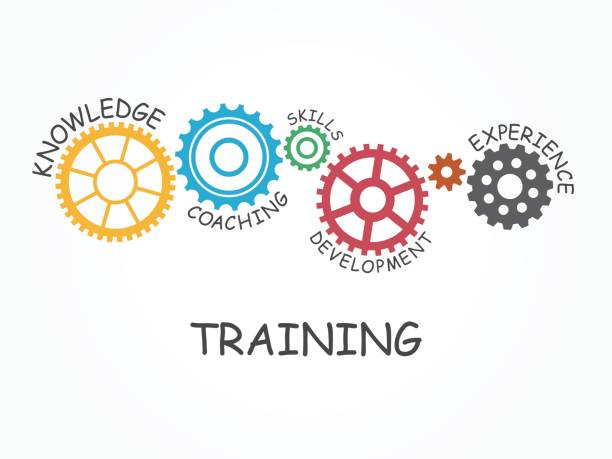 KNOWLEDGE
COACHING
SKILLS
DEVELOPMENT
EXPERIENCE
TRAINING